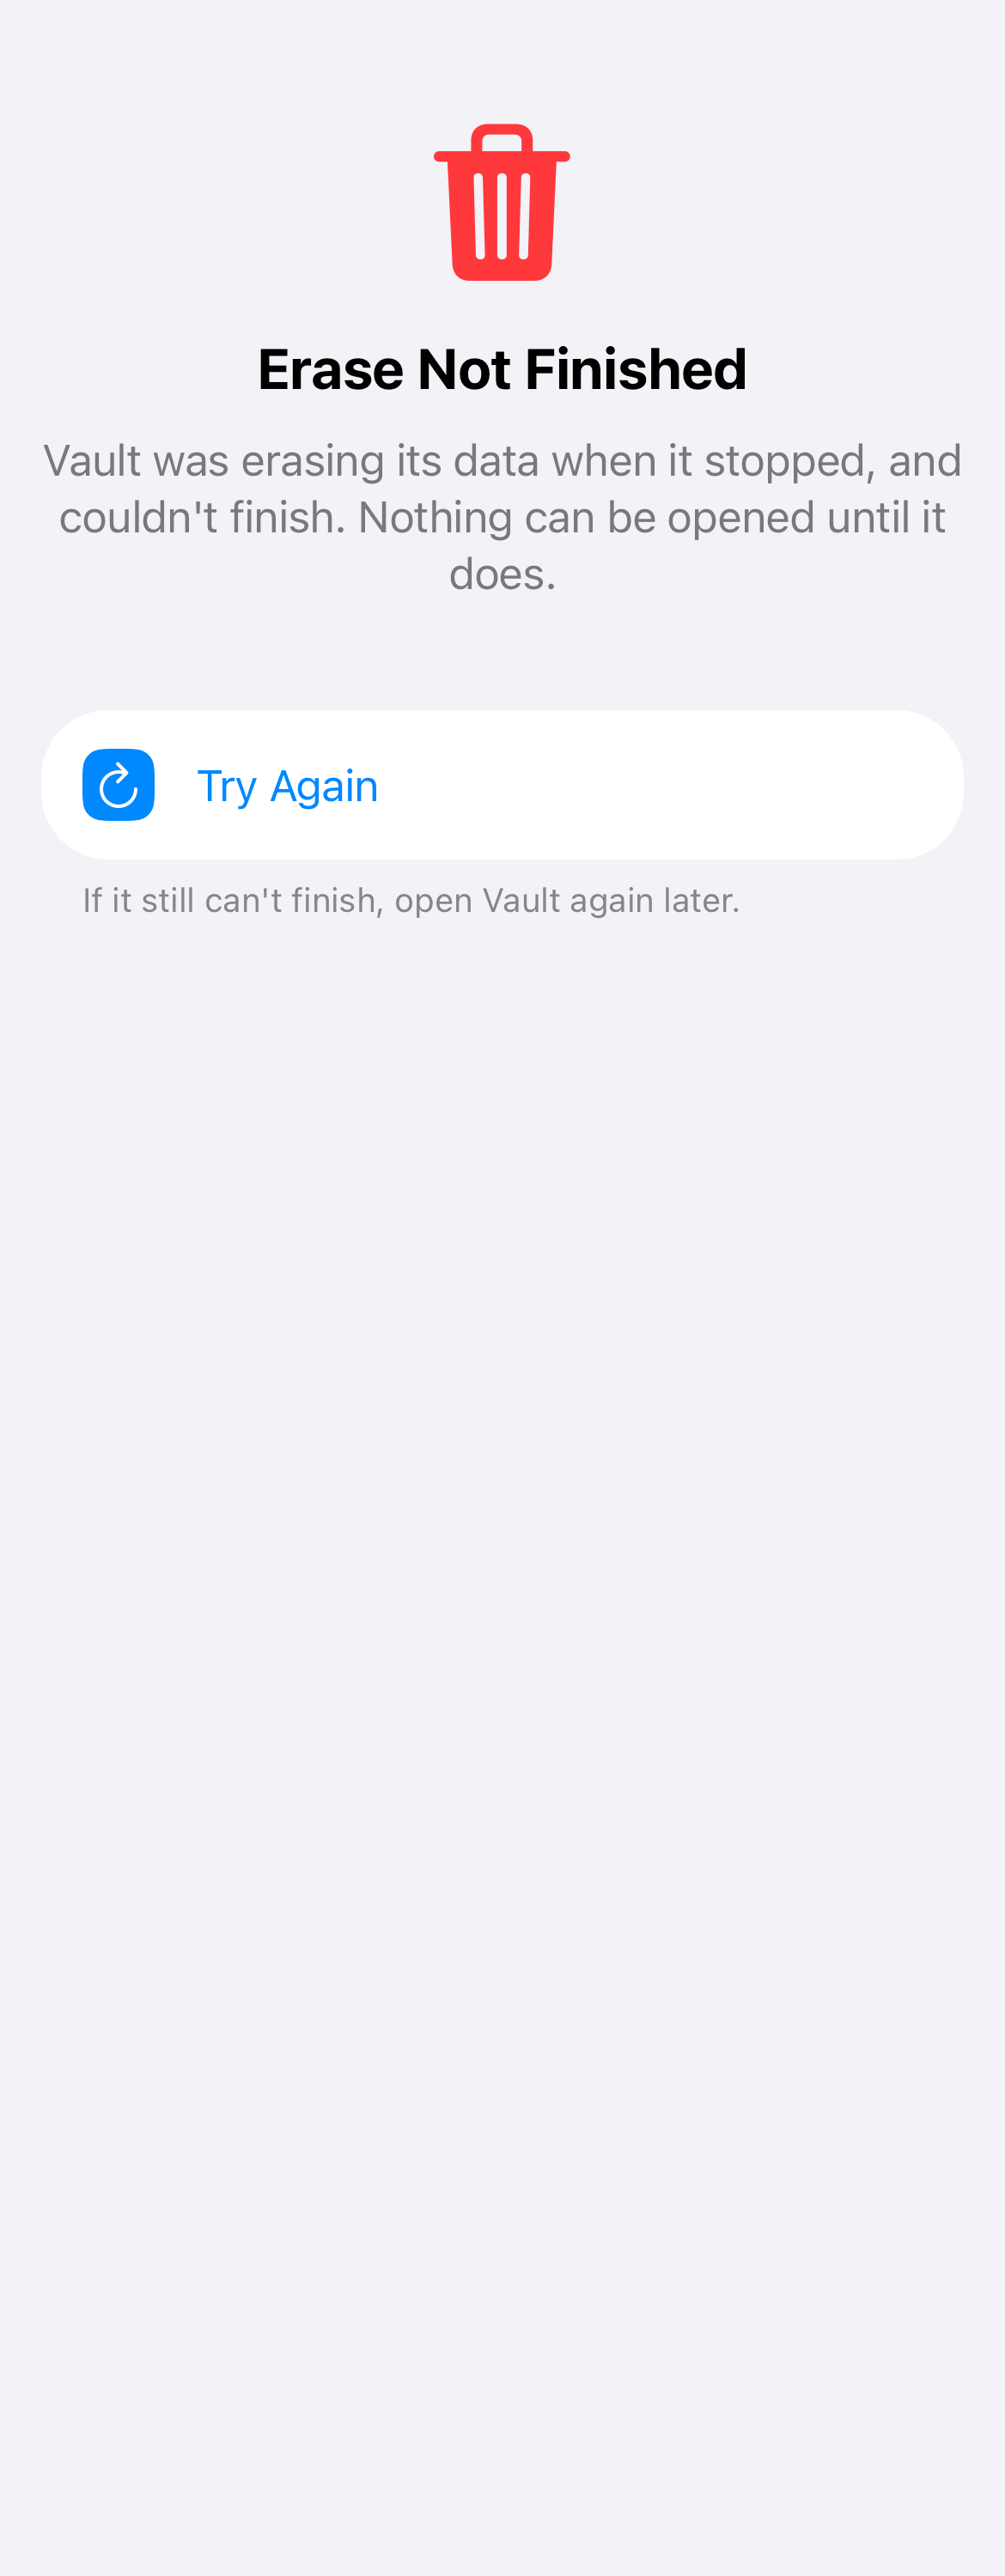 Erase Not Finished
Vault was erasing its data when it stopped, and
couldn't finish. Nothing can be opened until it
does.
Try Again
If it still can't finish, open Vault again later.